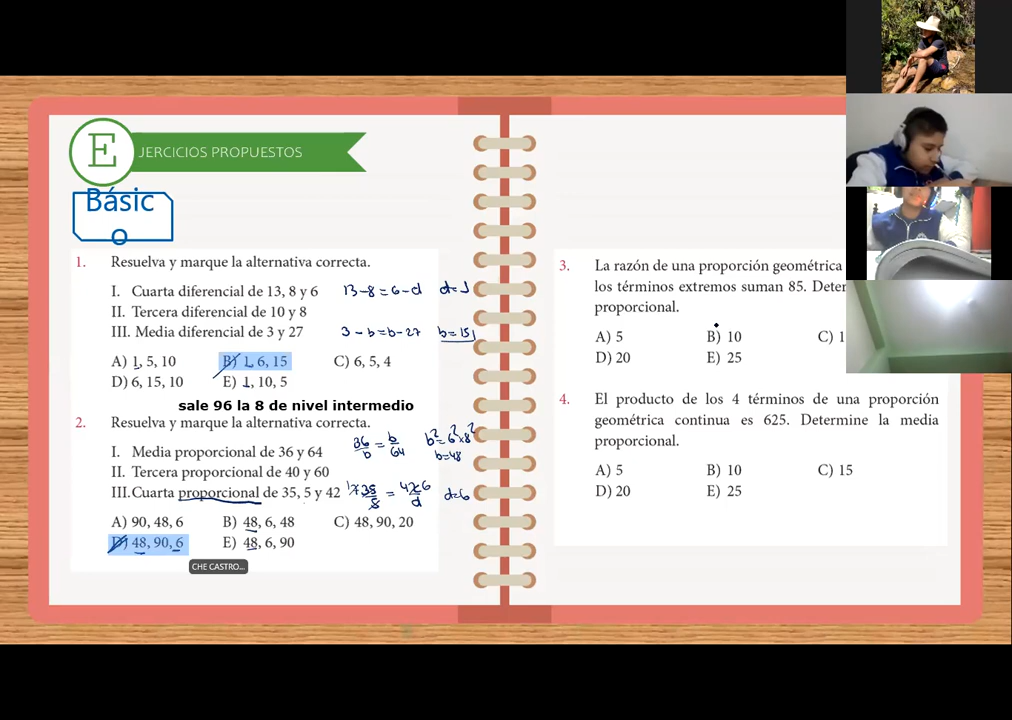 E
JERCICIOS PROPUESTOS
Básic
o
1. Resuelva y marque la alternativa correcta.
I. Cuarta diferencial de 13, 8 y 6 13-8=6-d d=1
II. Tercera diferencial de 10 y 8
III. Media diferencial de 3 y 27 3-b=b-27 b=15
A) 1, 5, 10 B) 1, 6, 15 C) 6, 5, 4
D) 6, 15, 10 E) 1, 10, 5
sale 96 la 8 de nivel intermedio
2. Resuelva y marque la alternativa correcta.
I. Media proporcional de 36 y 64 36/b = b/64 b²=6²x8²
b=48
II. Tercera proporcional de 40 y 60
III.Cuarta proporcional de 35, 5 y 42 d=6
A) 90, 48, 6 B) 48, 6, 48 C) 48, 90, 20
D) 48, 90, 6 E) 48, 6, 90
CHE CASTRO...
3. La razón de una proporción geométrica
los términos extremos suman 85. Deter
proporcional.
A) 5 B) 10 C) 1
D) 20 E) 25
4. El producto de los 4 términos de una proporción
geométrica continua es 625. Determine la media
proporcional.
A) 5 B) 10 C) 15
D) 20 E) 25